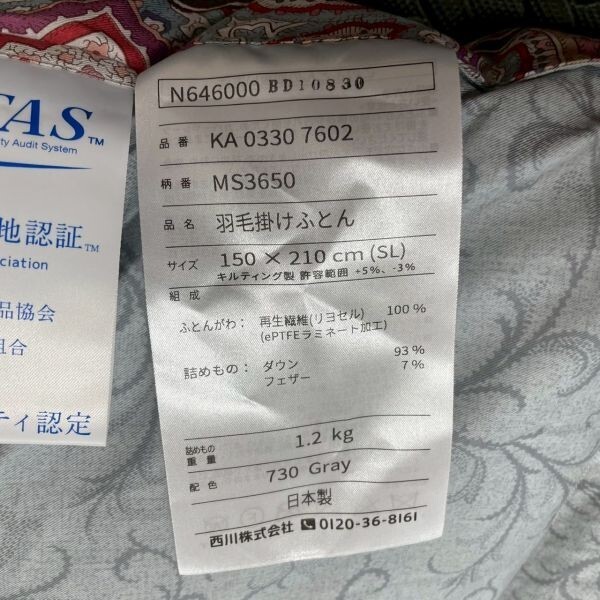 TAS™
ty Audit System
地認証™
ciation
品協会
組合
ティ認定
N646000 BD10830
品番 KA 0330 7602
柄番 MS3650
品名 羽毛掛けふとん
サイズ 150 × 210 cm (SL)
キルティング製 許容範囲 +5%、-3%
組成
ふとんがわ： 再生繊維(リヨセル) 100 %
(ePTFEラミネート加工)
詰めもの： ダウン 93 %
フェザー 7 %
詰めもの重量 1.2 kg
配色 730 Gray
日本製
西川株式会社 0120-36-8161